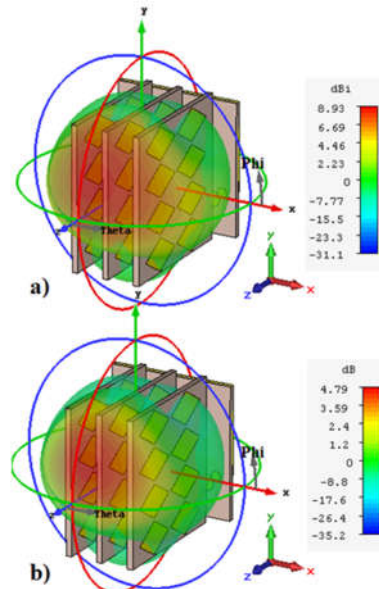 y
dBi
8.93
6.69
4.46
2.23
0
-7.77
-15.5
-23.3
-31.1
Phi
x
z
Theta
y
x
z
a)
y
dB
4.79
3.59
2.4
1.2
0
-8.8
-17.6
-26.4
-35.2
Phi
x
z
Theta
y
x
z
b)